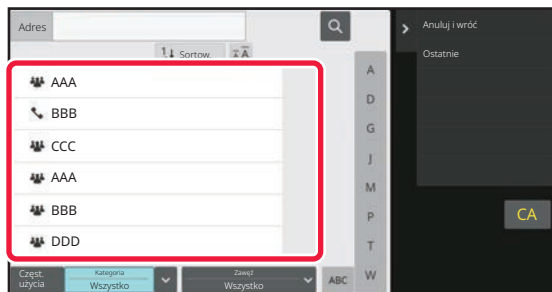 Adres
1 Sortow. A
AAA
BBB
CCC
AAA
BBB
DDD
A
D
G
J
M
P
T
W
Częst. użycia
Kategoria
Wszystko
Zawęź
Wszystko
ABC
Anuluj i wróć
Ostatnie
CA